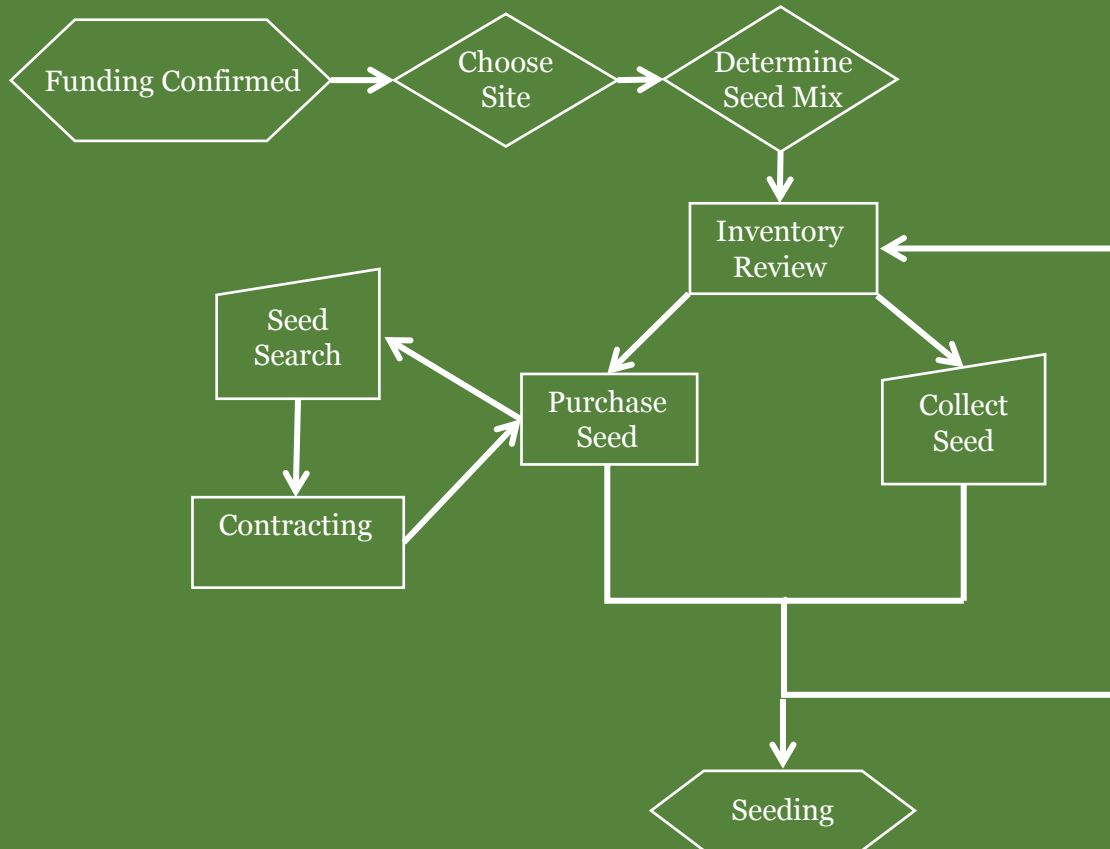 Funding Confirmed
Choose
Site
Determine
Seed Mix
Inventory
Review
Seed
Search
Purchase
Seed
Collect
Seed
Contracting
Seeding